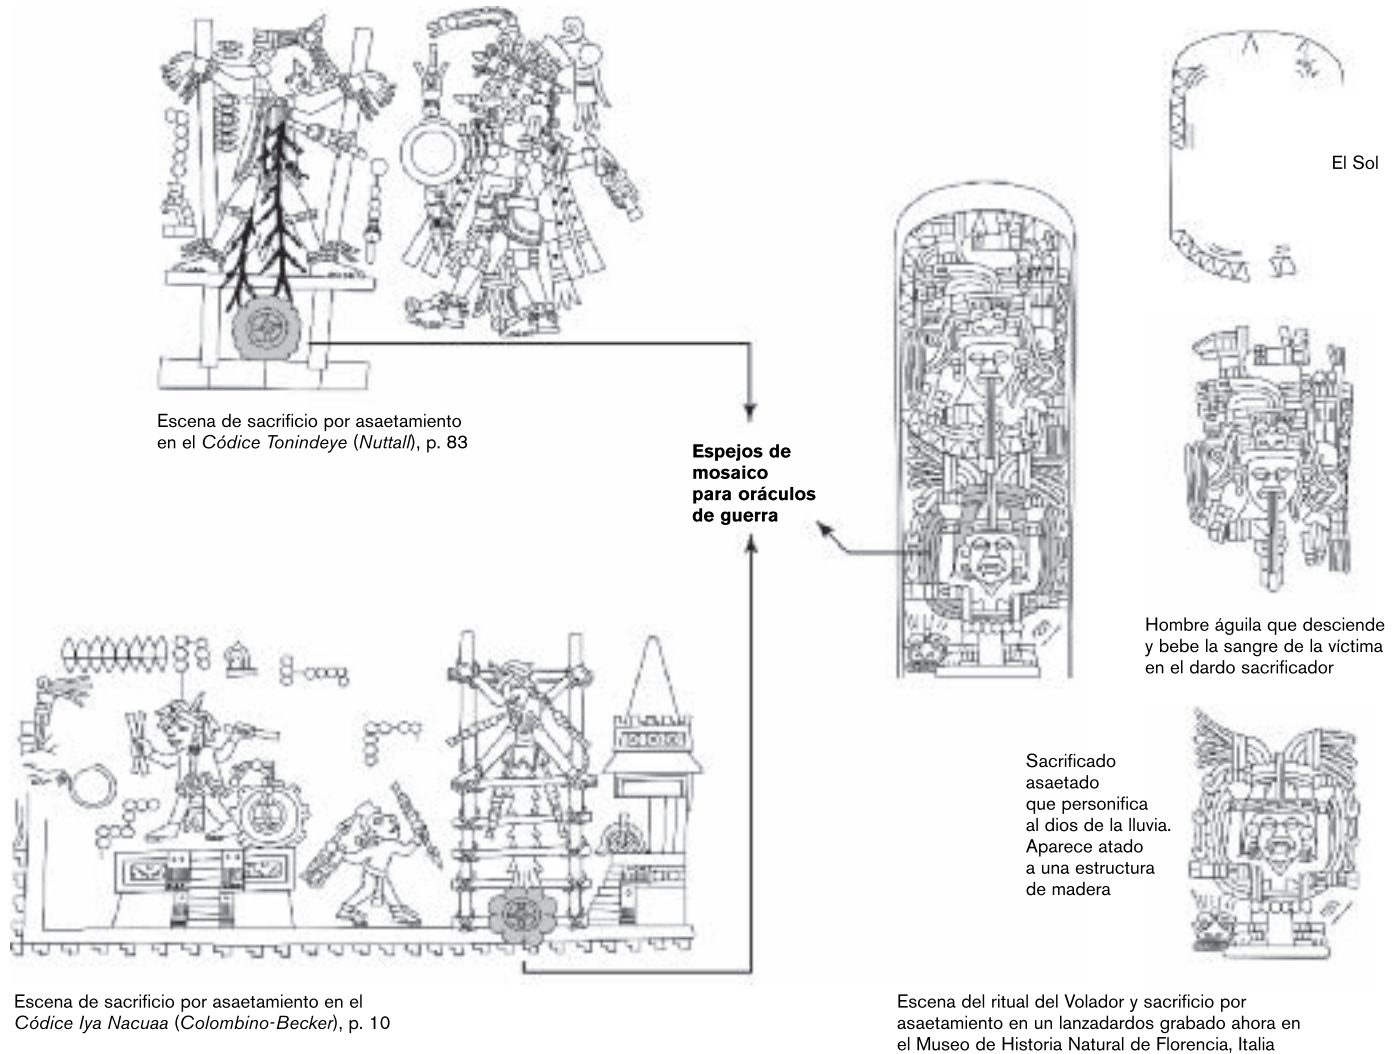 El Sol
Escena de sacrificio por asaetamiento
en el Códice Tonindeye (Nuttall), p. 83
Espejos de
mosaico
para oráculos
de guerra
Hombre águila que desciende
y bebe la sangre de la víctima
en el dardo sacrificador
Sacrificado
asaetado
que personifica
al dios de la lluvia.
Aparece atado
a una estructura
de madera
Escena de sacrificio por asaetamiento en el
Códice Iya Nacuaa (Colombino-Becker), p. 10
Escena del ritual del Volador y sacrificio por
asaetamiento en un lanzadardos grabado ahora en
el Museo de Historia Natural de Florencia, Italia